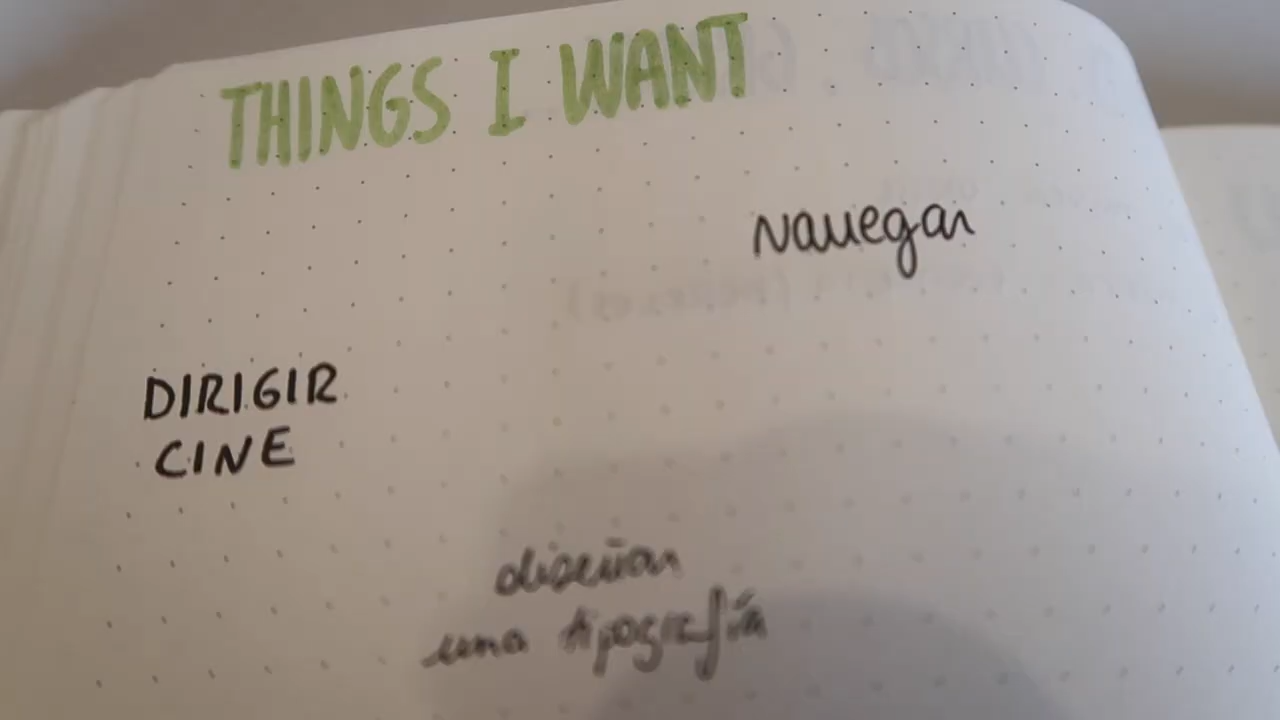 THINGS I WANT
Navegar
DIRIGIR
CINE
diseñar
una tipografía